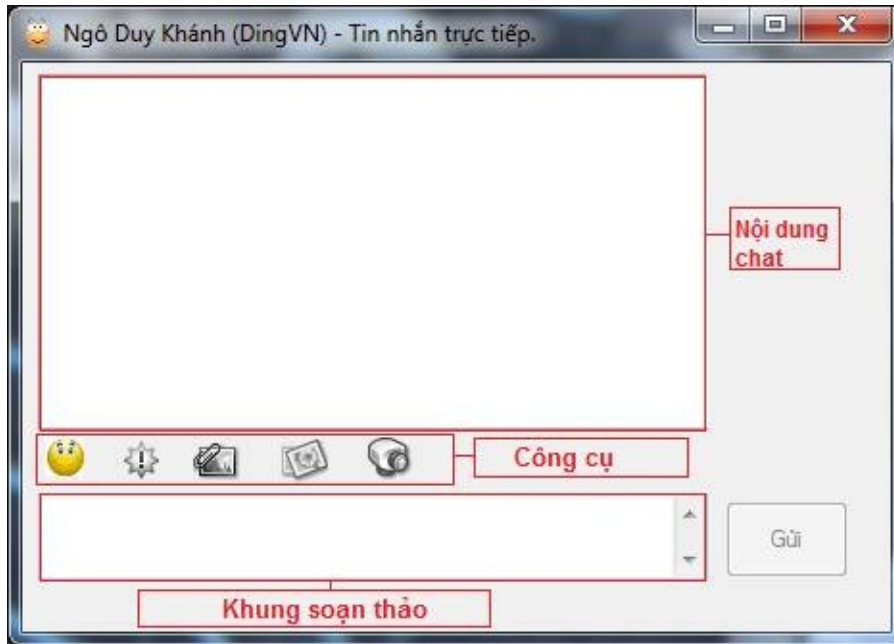 Ngô Duy Khánh (DingVN) - Tin nhắn trực tiếp.
Nội dung
chat
Công cụ
Gửi
Khung soạn thảo